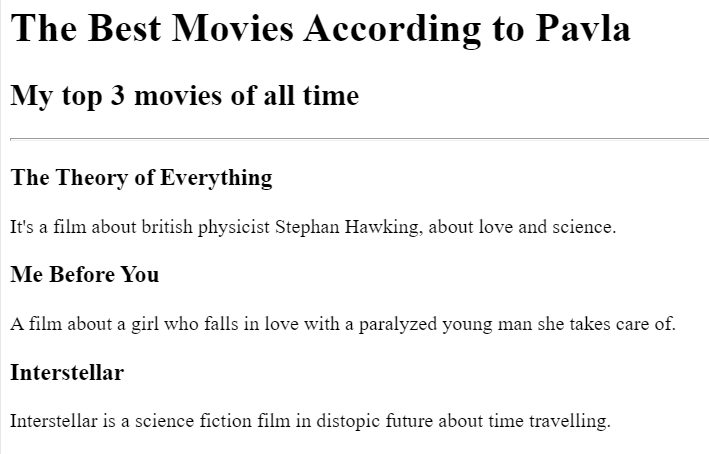 The Best Movies According to Pavla
My top 3 movies of all time
The Theory of Everything
It's a film about british physicist Stephan Hawking, about love and science.
Me Before You
A film about a girl who falls in love with a paralyzed young man she takes care of.
Interstellar
Interstellar is a science fiction film in distopic future about time travelling.